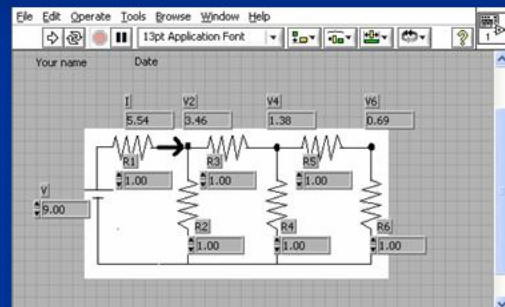 File Edit Operate Tools Browse Window Help
13pt Application Font
1
Your name Date
I V2 V4 V6
5.54 3.46 1.38 0.69
R1 R3 R5
1.00 1.00 1.00
V
9.00
R2 R4 R6
1.00 1.00 1.00